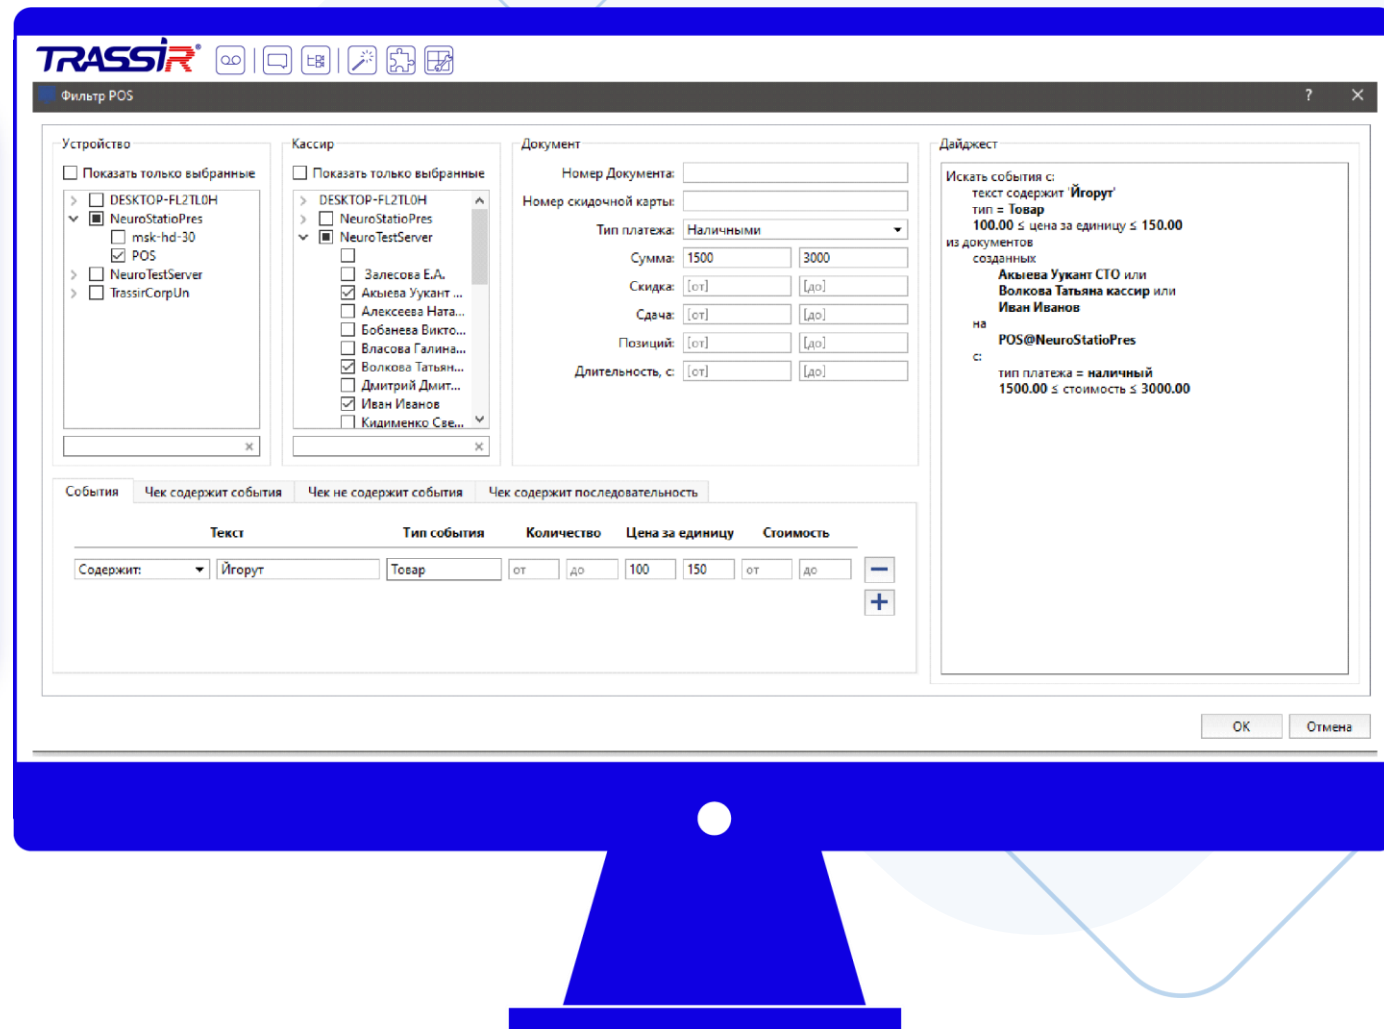 TRASSIR
Фильтр POS
Устройство
Показать только выбранные
DESKTOP-FL2TL0H
NeuroStatioPres
msk-hd-30
POS
NeuroTestServer
TrassirCorpUn
Кассир
Показать только выбранные
DESKTOP-FL2TL0H
NeuroStatioPres
NeuroTestServer
Залесова Е.А.
Акыева Уукант ...
Алексеева Ната...
Бобанева Викто...
Власова Галина...
Волкова Татьян...
Дмитрий Дмит...
Иван Иванов
Кидименко Све...
Документ
Номер Документа:
Номер скидочной карты:
Тип платежа: Наличными
Сумма: 1500 3000
Скидка: [от] [до]
Сдача: [от] [до]
Позиций: [от] [до]
Длительность, с: [от] [до]
Дайджест
Искать события с:
текст содержит 'Йгорут'
тип = Товар
100.00 ≤ цена за единицу ≤ 150.00
из документов
созданных
Акыева Уукант СТО или
Волкова Татьяна кассир или
Иван Иванов
на
POS@NeuroStatioPres
с:
тип платежа = наличный
1500.00 ≤ стоимость ≤ 3000.00
События Чек содержит события Чек не содержит события Чек содержит последовательность
Текст Тип события Количество Цена за единицу Стоимость
Содержит: Йгорут Товар от до 100 150 от до
OK Отмена